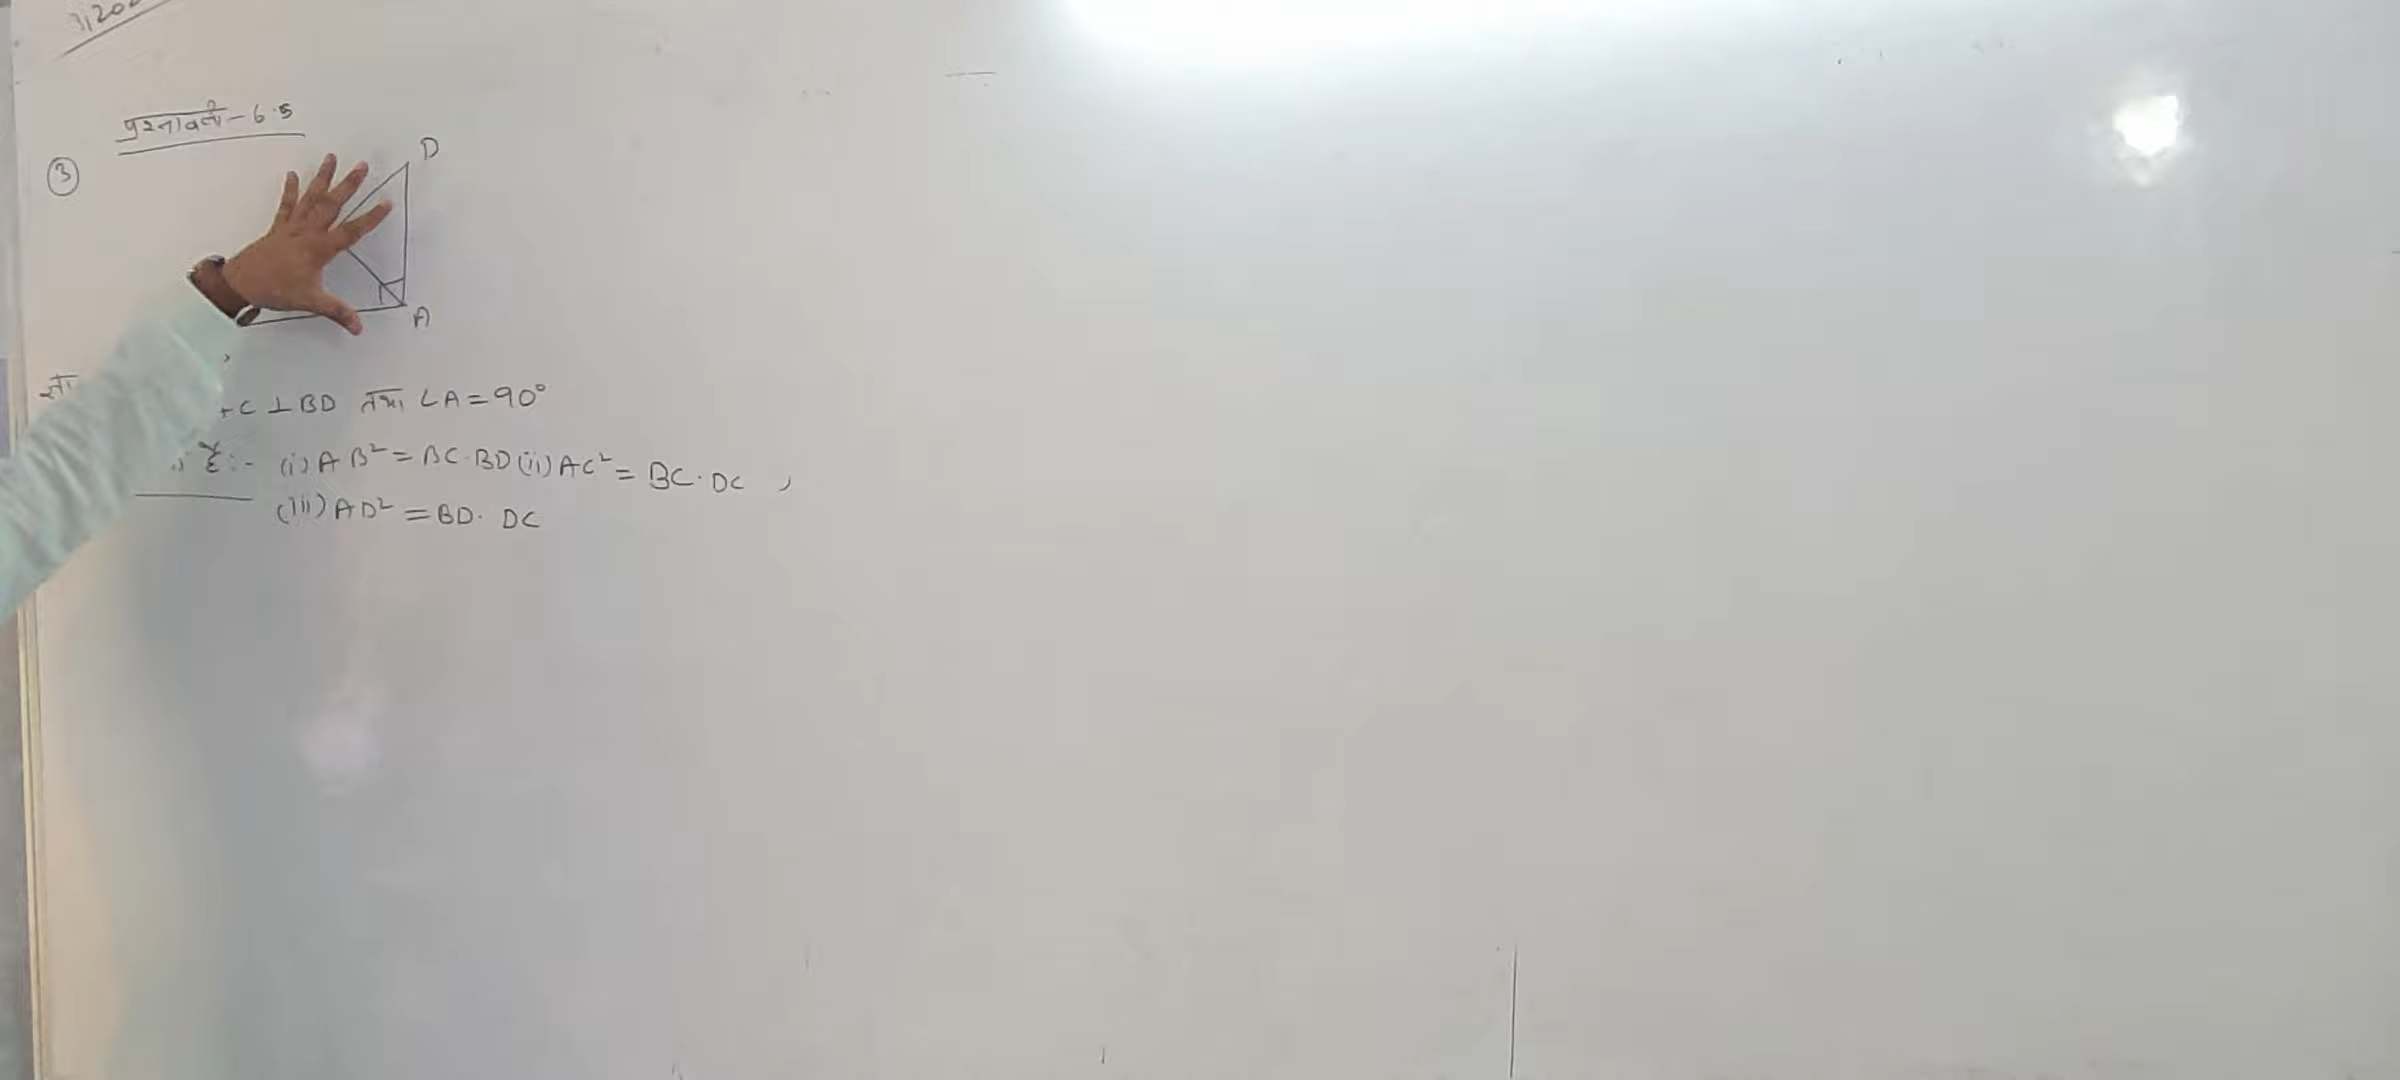 प्रश्नावली - 6.5
3
D
A
C ⊥ BD तथा ∠A = 90°
है :- (i) AB² = BC·BD (ii) AC² = BC·DC ,
(iii) AD² = BD·DC